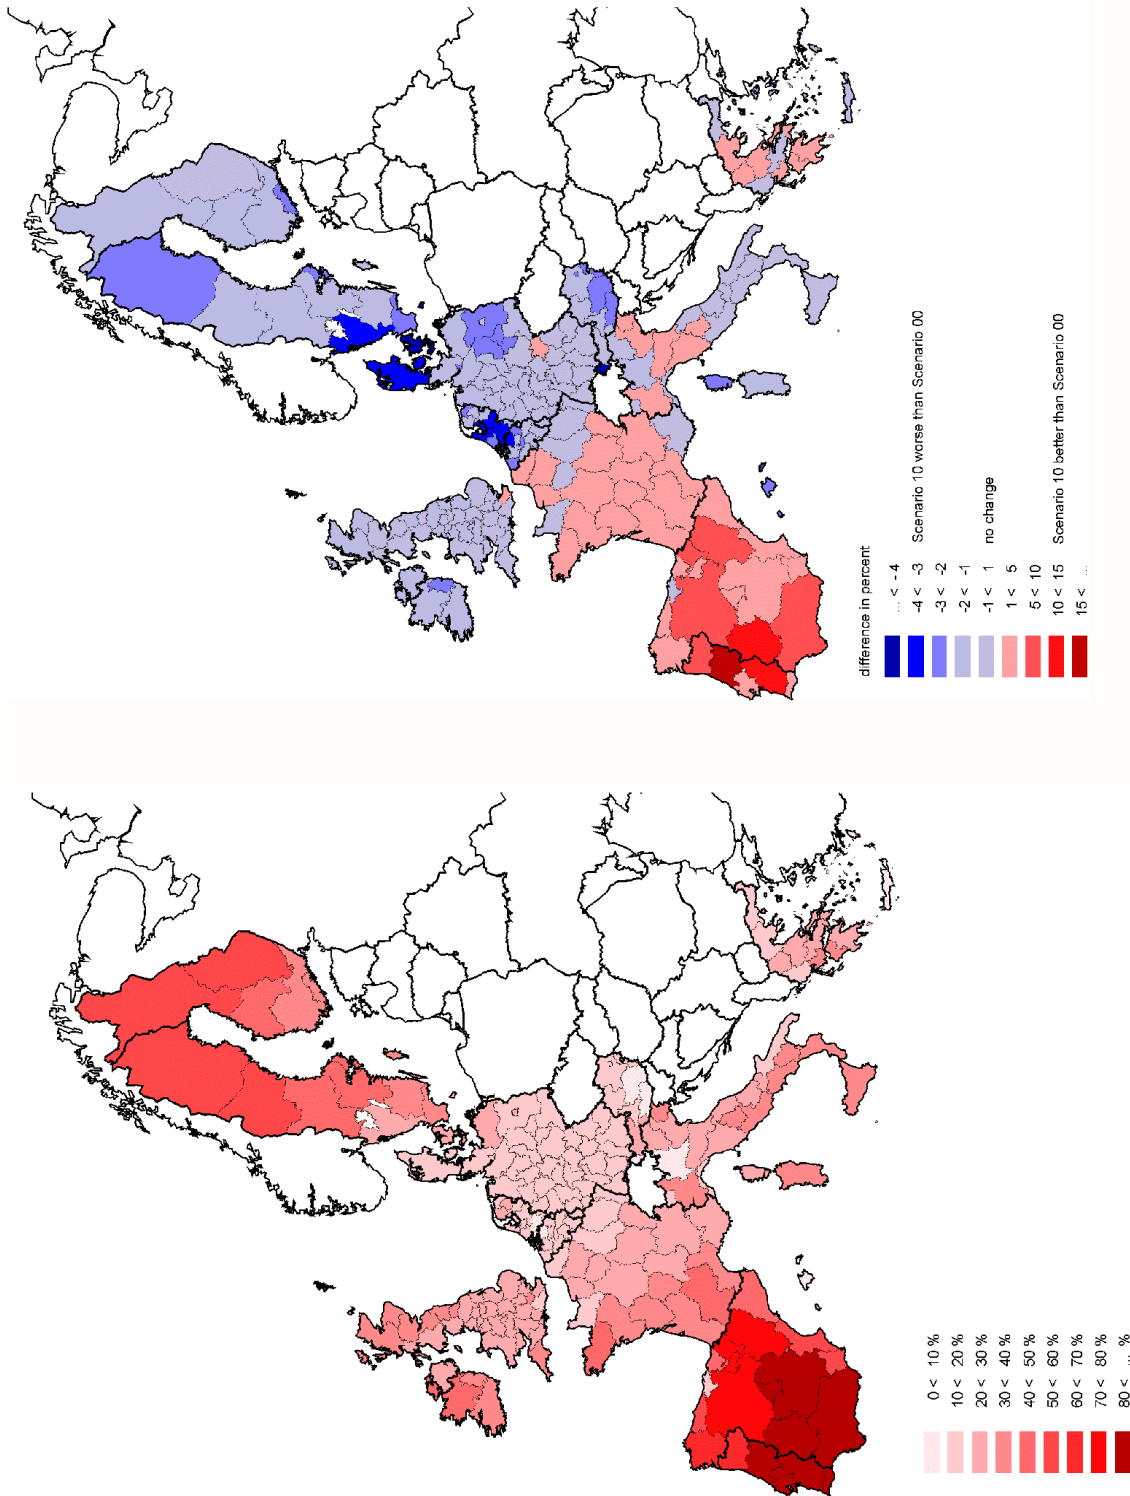 difference in percent
... < - 4
-4 < -3 Scenario 10 worse than Scenario 00
-3 < -2
-2 < -1
-1 < 1 no change
1 < 5
5 < 10
10 < 15 Scenario 10 better than Scenario 00
15 < ...
0 < 10 %
10 < 20 %
20 < 30 %
30 < 40 %
40 < 50 %
50 < 60 %
60 < 70 %
70 < 80 %
80 < ... %